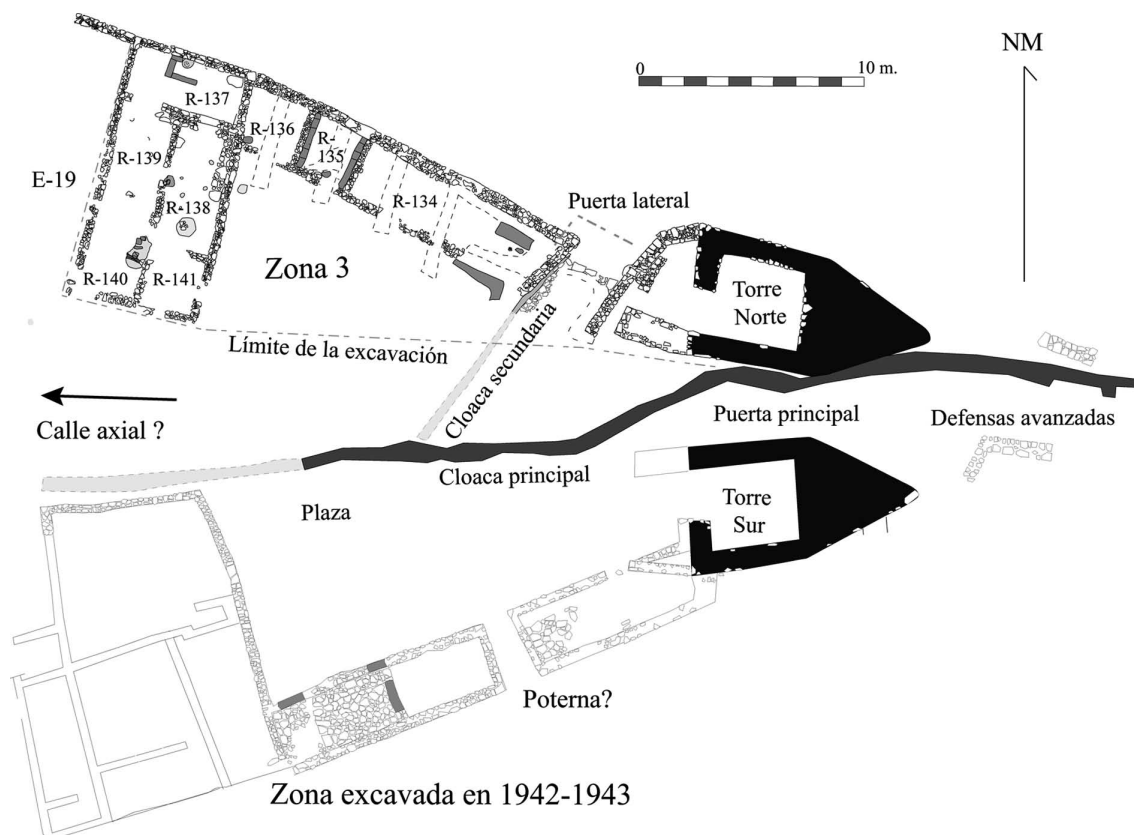 NM
0
10 m.
R-137
R-136
R-
135
R-139
E-19
R-138
R-134
Puerta lateral
Zona 3
R-140
R-141
Torre
Norte
Límite de la excavación
Cloaca secundaria
Calle axial ?
Puerta principal
Defensas avanzadas
Cloaca principal
Plaza
Torre
Sur
Poterna?
Zona excavada en 1942-1943